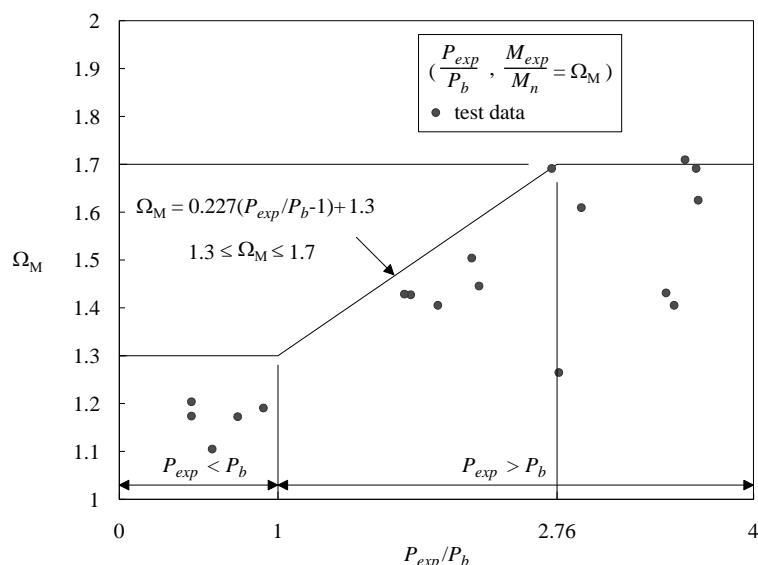 2
1.9
1.8
1.7
1.6
1.5
1.4
1.3
1.2
1.1
1
Ω_M
(P_exp/P_b , M_exp/M_n = Ω_M)
test data
Ω_M = 0.227(P_exp/P_b-1)+1.3
1.3 ≤ Ω_M ≤ 1.7
P_exp < P_b
P_exp > P_b
0 1 2.76 4
P_exp/P_b